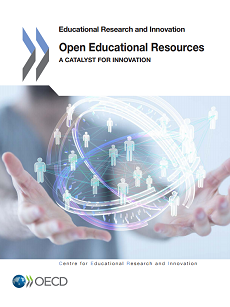 Educational Research and Innovation
Open Educational Resources
A CATALYST FOR INNOVATION
Centre for Educational Research and Innovation
OECD